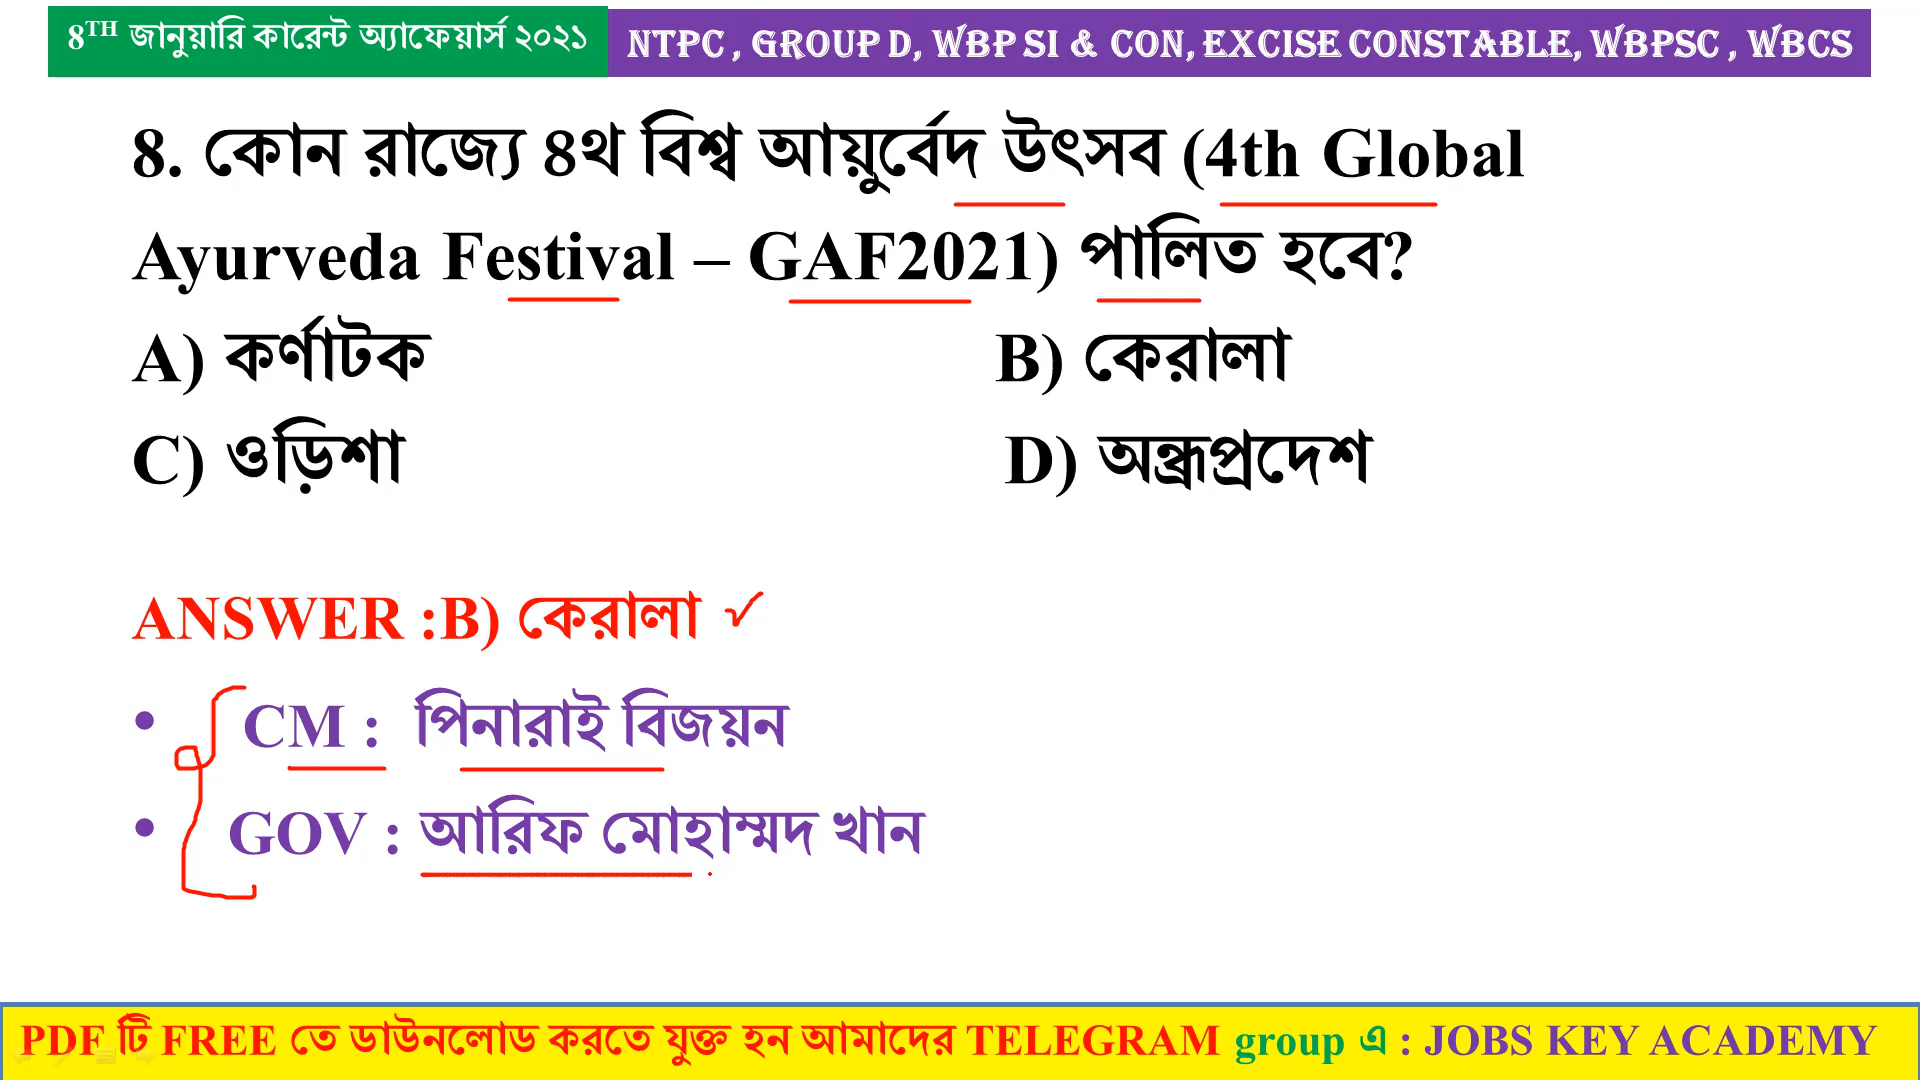 8TH জানুয়ারি কারেন্ট অ্যাফেয়ার্স ২০২১
NTPC , GROUP D, WBP SI & CON, EXCISE CONSTABLE, WBPSC , WBCS
8. কোন রাজ্যে ৪থ বিশ্ব আয়ুর্বেদ উৎসব (4th Global
Ayurveda Festival – GAF2021) পালিত হবে?
A) কর্ণাটক B) কেরালা
C) ওড়িশা D) অন্ধ্রপ্রদেশ
ANSWER :B) কেরালা ✓
• CM : পিনারাই বিজয়ন
• GOV : আরিফ মোহাম্মদ খান
PDF টি FREE তে ডাউনলোড করতে যুক্ত হন আমাদের TELEGRAM group এ : JOBS KEY ACADEMY